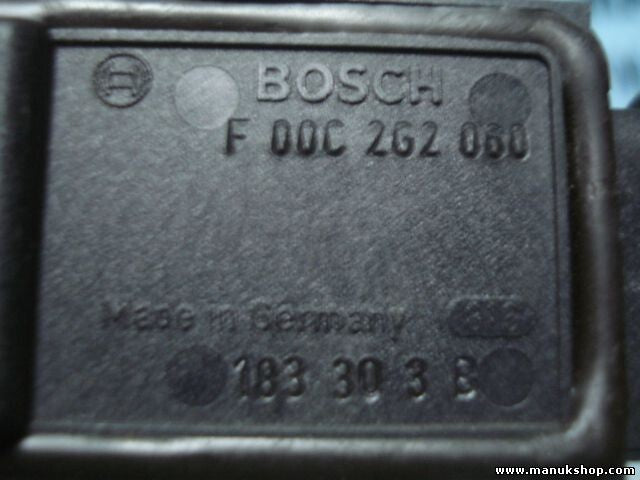 BOSCH
F 00C 2G2 060
Made in Germany
183 30 3
www.manukshop.com